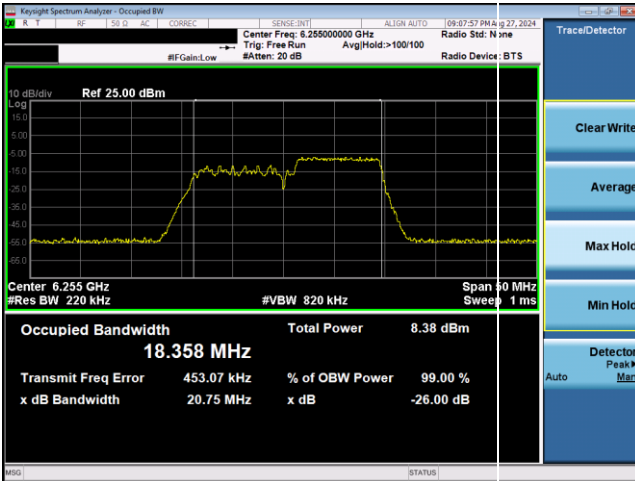 Keysight Spectrum Analyzer - Occupied BW
R T RF 50 Ω AC CORREC SENSE:INT ALIGN AUTO 09:07:57 PM Aug 27, 2024
Center Freq: 6.255000000 GHz Radio Std: None
Trig: Free Run Avg|Hold:>100/100
#IFGain:Low #Atten: 20 dB Radio Device: BTS
Trace/Detector
10 dB/div Ref 25.00 dBm
Log
15.0
5.00
-5.00
-15.0
-25.0
-35.0
-45.0
-55.0
-65.0
Center 6.255 GHz Span 50 MHz
#Res BW 220 kHz #VBW 820 kHz Sweep 1 ms
Occupied Bandwidth Total Power 8.38 dBm
18.358 MHz
Transmit Freq Error 453.07 kHz % of OBW Power 99.00 %
x dB Bandwidth 20.75 MHz x dB -26.00 dB
Clear Write
Average
Max Hold
Min Hold
Detector
Peak
Auto Man
MSG STATUS